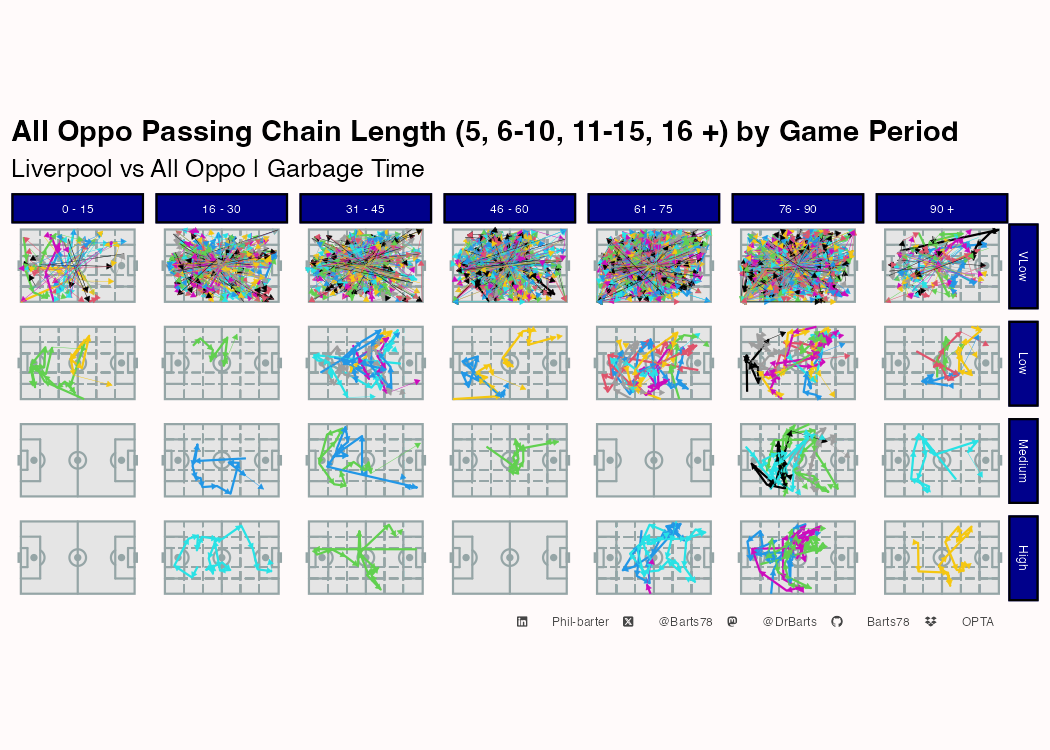 All Oppo Passing Chain Length (5, 6-10, 11-15, 16 +) by Game Period
Liverpool vs All Oppo | Garbage Time
0 - 15 16 - 30 31 - 45 46 - 60 61 - 75 76 - 90 90 +
VLow
Low
Medium
High
Phil-barter @Barts78 @DrBarts Barts78 OPTA